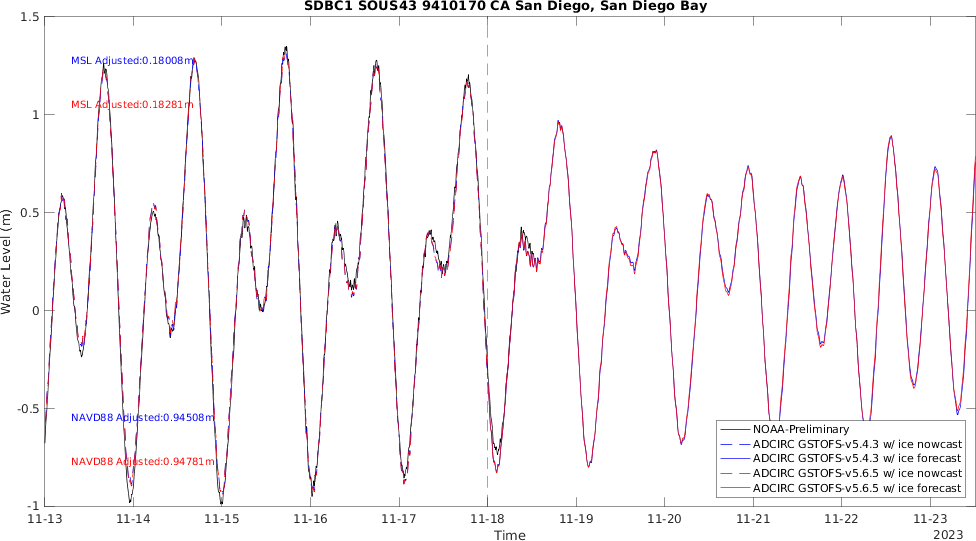 SDBC1 SOUS43 9410170 CA San Diego, San Diego Bay
1.5
1
0.5
0
-0.5
-1
Water Level (m)
MSL Adjusted:0.18008m
MSL Adjusted:0.18281m
NAVD88 Adjusted:0.94508m
NAVD88 Adjusted:0.94781m
NOAA-Preliminary
ADCIRC GSTOFS-v5.4.3 w/ ice nowcast
ADCIRC GSTOFS-v5.4.3 w/ ice forecast
ADCIRC GSTOFS-v5.6.5 w/ ice nowcast
ADCIRC GSTOFS-v5.6.5 w/ ice forecast
11-13 11-14 11-15 11-16 11-17 11-18 11-19 11-20 11-21 11-22 11-23
Time
2023